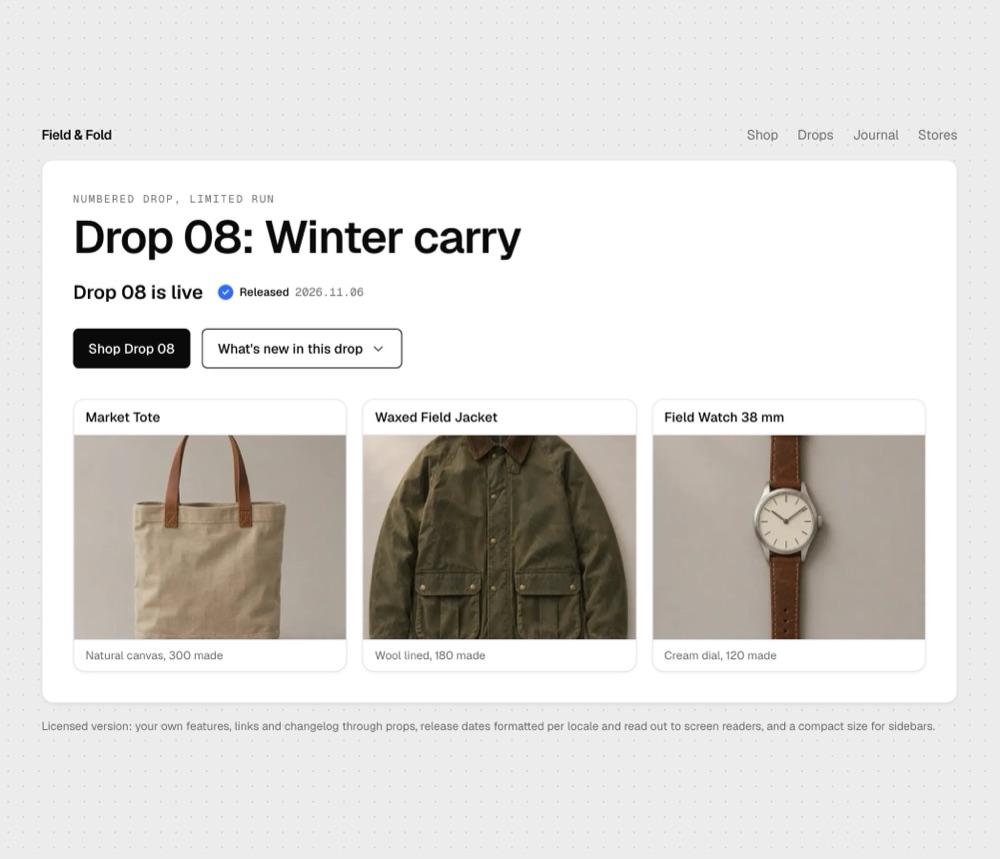 Field & Fold
Shop Drops Journal Stores
NUMBERED DROP, LIMITED RUN
Drop 08: Winter carry
Drop 08 is live Released 2026.11.06
Shop Drop 08 What's new in this drop
Market Tote Waxed Field Jacket Field Watch 38 mm
Natural canvas, 300 made Wool lined, 180 made Cream dial, 120 made
Licensed version: your own features, links and changelog through props, release dates formatted per locale and read out to screen readers, and a compact size for sidebars.